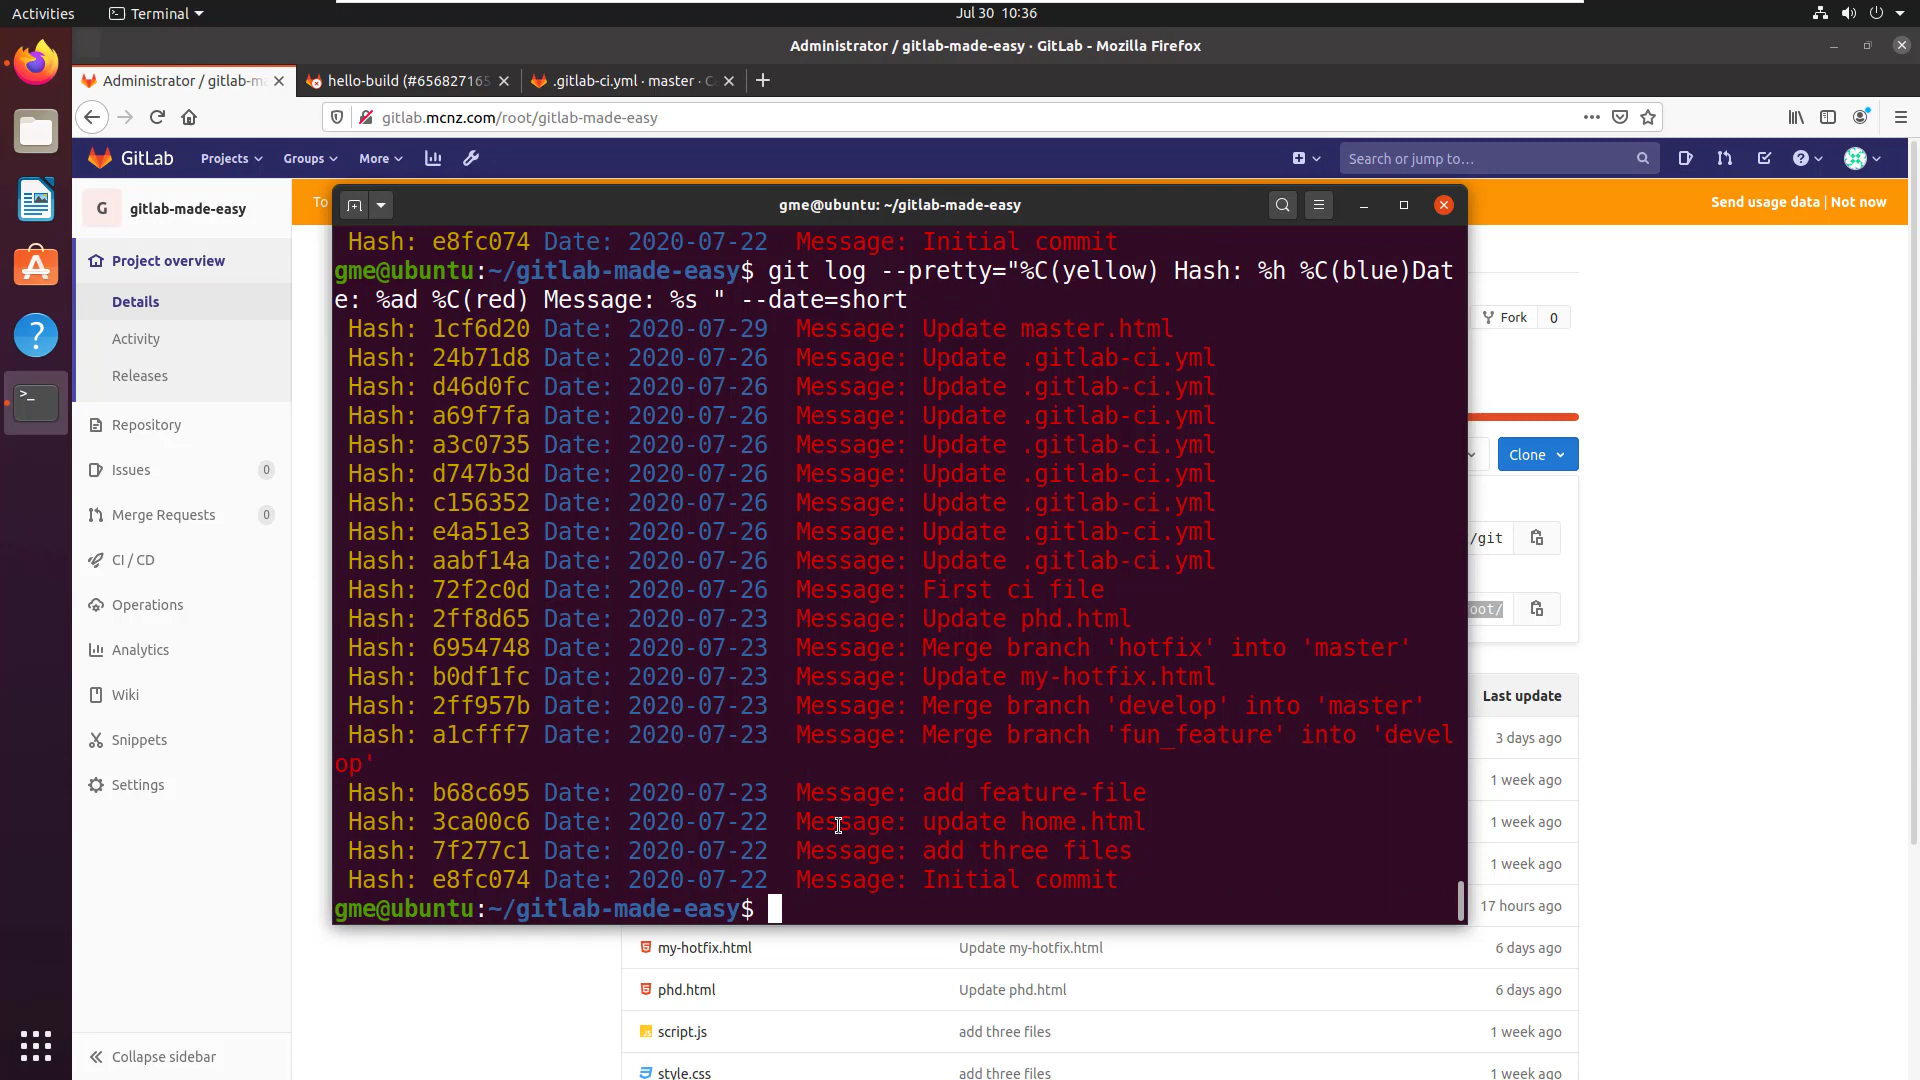 Activities
Terminal
Jul 30 10:36
Administrator / gitlab-made-easy · GitLab - Mozilla Firefox
Administrator / gitlab-m
hello-build (#656827165
.gitlab-ci.yml · master · C
gitlab.mcnz.com/root/gitlab-made-easy
GitLab
Projects
Groups
More
Search or jump to…
G
gitlab-made-easy
To
Send usage data | Not now
Project overview
Details
Activity
Releases
Repository
Issues
0
Merge Requests
0
CI / CD
Operations
Analytics
Wiki
Snippets
Settings
Collapse sidebar
gme@ubuntu: ~/gitlab-made-easy
Hash: e8fc074 Date: 2020-07-22  Message: Initial commit
gme@ubuntu:~/gitlab-made-easy$ git log --pretty="%C(yellow) Hash: %h %C(blue)Dat
e: %ad %C(red) Message: %s " --date=short
Hash: 1cf6d20 Date: 2020-07-29  Message: Update master.html
Hash: 24b71d8 Date: 2020-07-26  Message: Update .gitlab-ci.yml
Hash: d46d0fc Date: 2020-07-26  Message: Update .gitlab-ci.yml
Hash: a69f7fa Date: 2020-07-26  Message: Update .gitlab-ci.yml
Hash: a3c0735 Date: 2020-07-26  Message: Update .gitlab-ci.yml
Hash: d747b3d Date: 2020-07-26  Message: Update .gitlab-ci.yml
Hash: c156352 Date: 2020-07-26  Message: Update .gitlab-ci.yml
Hash: e4a51e3 Date: 2020-07-26  Message: Update .gitlab-ci.yml
Hash: aabf14a Date: 2020-07-26  Message: Update .gitlab-ci.yml
Hash: 72f2c0d Date: 2020-07-26  Message: First ci file
Hash: 2ff8d65 Date: 2020-07-23  Message: Update phd.html
Hash: 6954748 Date: 2020-07-23  Message: Merge branch 'hotfix' into 'master'
Hash: b0df1fc Date: 2020-07-23  Message: Update my-hotfix.html
Hash: 2ff957b Date: 2020-07-23  Message: Merge branch 'develop' into 'master'
Hash: a1cfff7 Date: 2020-07-23  Message: Merge branch 'fun_feature' into 'devel
op'
Hash: b68c695 Date: 2020-07-23  Message: add feature-file
Hash: 3ca00c6 Date: 2020-07-22  Message: update home.html
Hash: 7f277c1 Date: 2020-07-22  Message: add three files
Hash: e8fc074 Date: 2020-07-22  Message: Initial commit
gme@ubuntu:~/gitlab-made-easy$
Fork
0
Clone
/git
oot/
Last update
3 days ago
1 week ago
1 week ago
1 week ago
17 hours ago
my-hotfix.html Update my-hotfix.html 6 days ago
phd.html Update phd.html 6 days ago
script.js add three files 1 week ago
style.css add three files 1 week ago